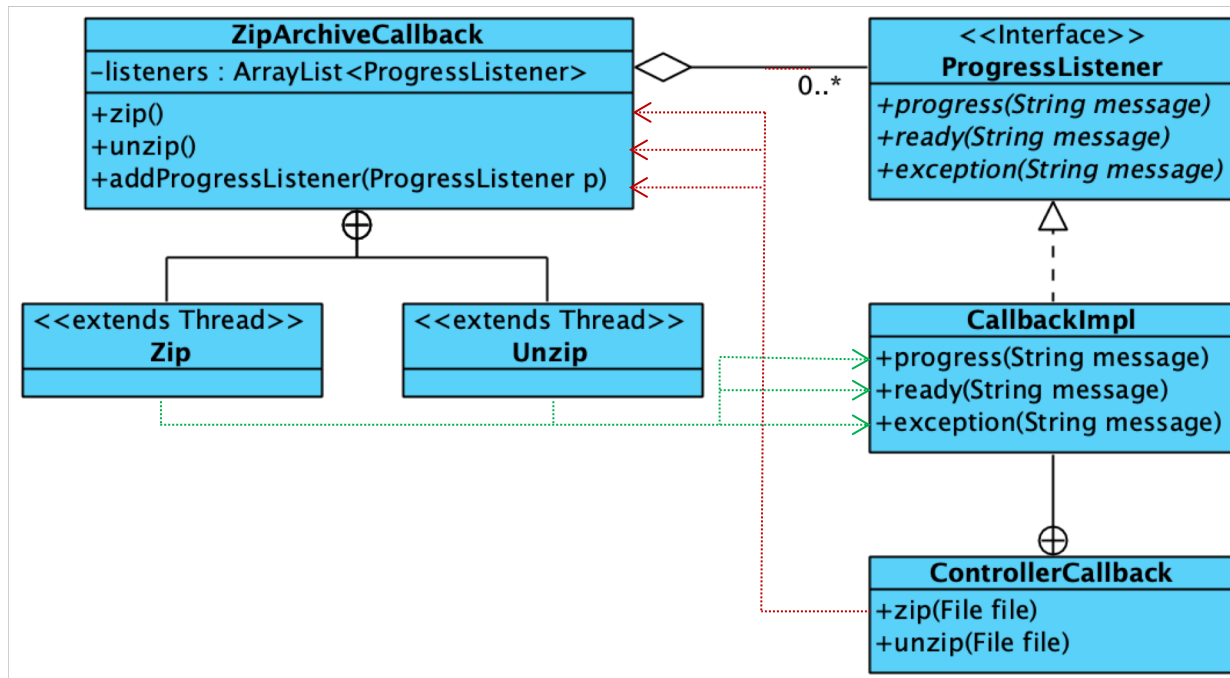 ZipArchiveCallback
-listeners : ArrayList<ProgressListener>
+zip()
+unzip()
+addProgressListener(ProgressListener p)
0..*
<<Interface>>
ProgressListener
+progress(String message)
+ready(String message)
+exception(String message)
<<extends Thread>>
Zip
<<extends Thread>>
Unzip
CallbackImpl
+progress(String message)
+ready(String message)
+exception(String message)
ControllerCallback
+zip(File file)
+unzip(File file)